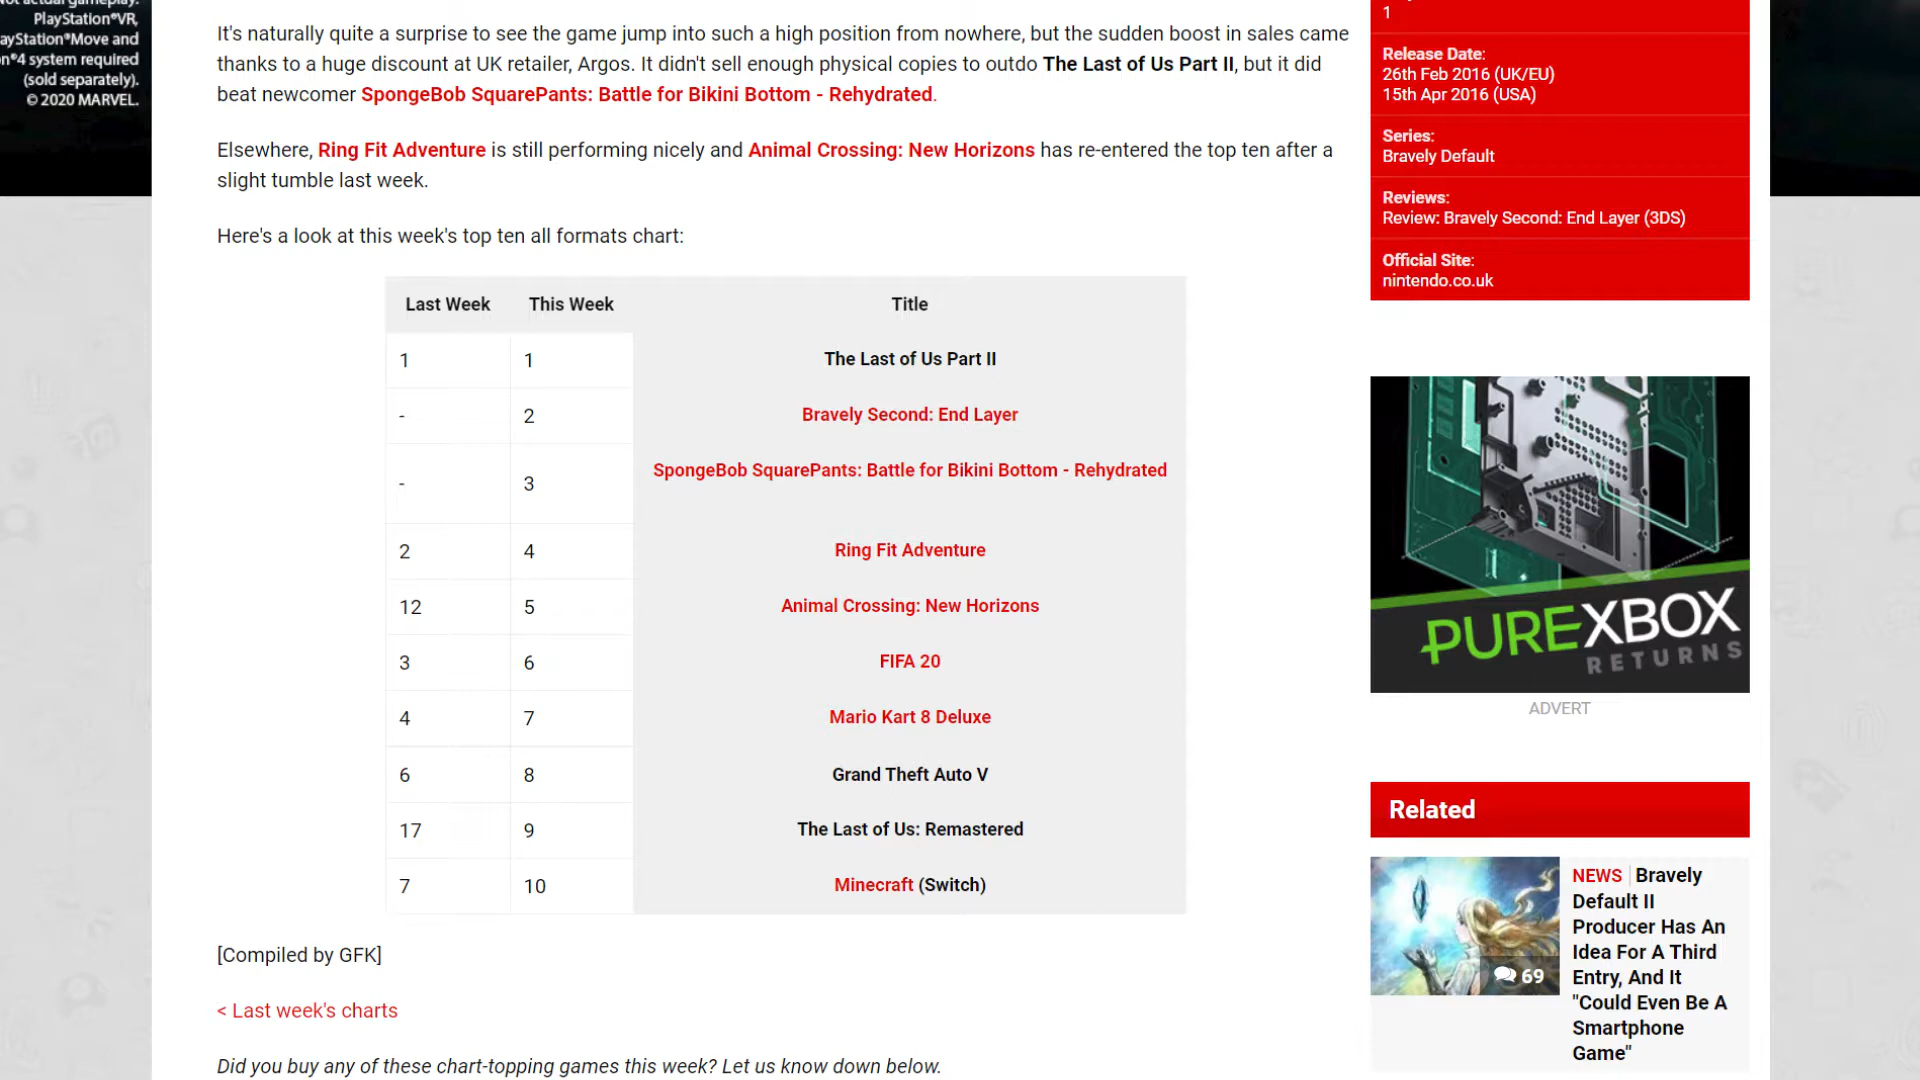 Not actual gameplay.
PlayStation®VR,
ayStation®Move and
n®4 system required
(sold separately).
© 2020 MARVEL.
It's naturally quite a surprise to see the game jump into such a high position from nowhere, but the sudden boost in sales came
thanks to a huge discount at UK retailer, Argos. It didn't sell enough physical copies to outdo The Last of Us Part II, but it did
beat newcomer SpongeBob SquarePants: Battle for Bikini Bottom - Rehydrated.
Elsewhere, Ring Fit Adventure is still performing nicely and Animal Crossing: New Horizons has re-entered the top ten after a
slight tumble last week.
Here's a look at this week's top ten all formats chart:
Last Week This Week Title
1 1 The Last of Us Part II
- 2 Bravely Second: End Layer
- 3 SpongeBob SquarePants: Battle for Bikini Bottom - Rehydrated
2 4 Ring Fit Adventure
12 5 Animal Crossing: New Horizons
3 6 FIFA 20
4 7 Mario Kart 8 Deluxe
6 8 Grand Theft Auto V
17 9 The Last of Us: Remastered
7 10 Minecraft (Switch)
[Compiled by GFK]
< Last week's charts
Did you buy any of these chart-topping games this week? Let us know down below.
1
Release Date:
26th Feb 2016 (UK/EU)
15th Apr 2016 (USA)
Series:
Bravely Default
Reviews:
Review: Bravely Second: End Layer (3DS)
Official Site:
nintendo.co.uk
PUREXBOX
RETURNS
ADVERT
Related
69
NEWS Bravely
Default II
Producer Has An
Idea For A Third
Entry, And It
"Could Even Be A
Smartphone
Game"